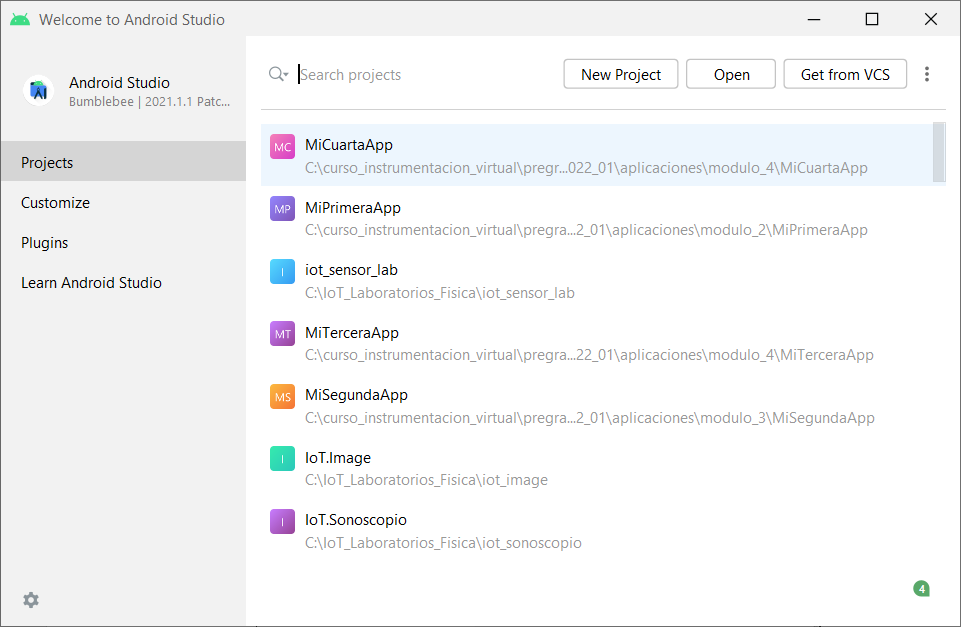 Welcome to Android Studio
Android Studio
Bumblebee | 2021.1.1 Patc...
Projects
Customize
Plugins
Learn Android Studio
Search projects
New Project
Open
Get from VCS
MC
MiCuartaApp
C:\curso_instrumentacion_virtual\pregr...022_01\aplicaciones\modulo_4\MiCuartaApp
MP
MiPrimeraApp
C:\curso_instrumentacion_virtual\pregra...2_01\aplicaciones\modulo_2\MiPrimeraApp
I
iot_sensor_lab
C:\IoT_Laboratorios_Fisica\iot_sensor_lab
MT
MiTerceraApp
C:\curso_instrumentacion_virtual\pregra...22_01\aplicaciones\modulo_4\MiTerceraApp
MS
MiSegundaApp
C:\curso_instrumentacion_virtual\pregra...2_01\aplicaciones\modulo_3\MiSegundaApp
I
IoT.Image
C:\IoT_Laboratorios_Fisica\iot_image
I
IoT.Sonoscopio
C:\IoT_Laboratorios_Fisica\iot_sonoscopio
4